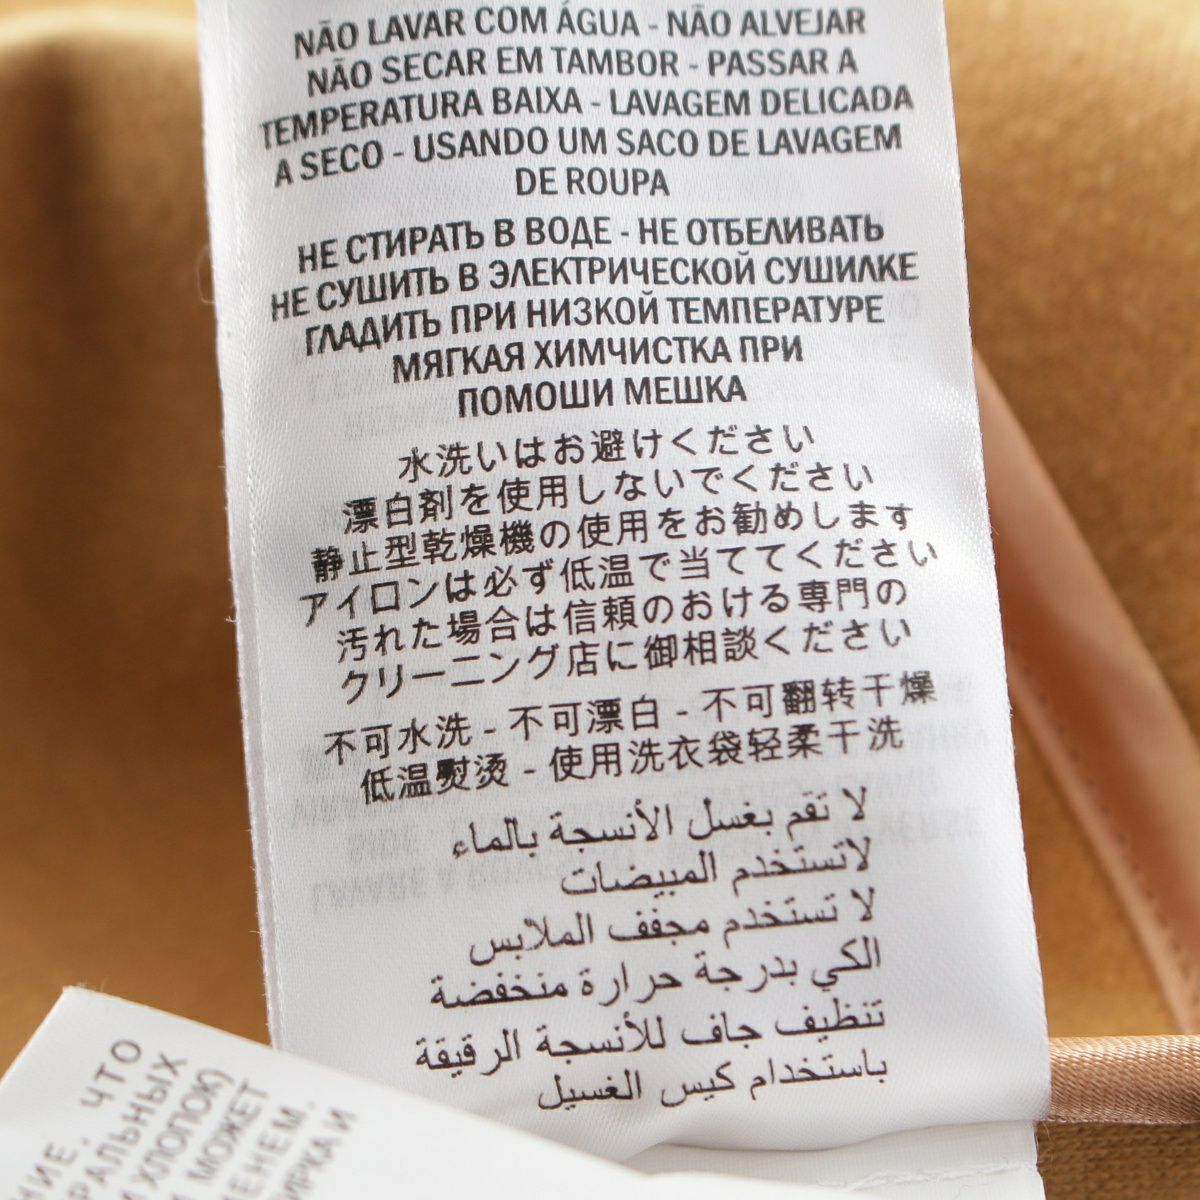 NÃO LAVAR COM ÁGUA - NÃO ALVEJAR
NÃO SECAR EM TAMBOR - PASSAR A
TEMPERATURA BAIXA - LAVAGEM DELICADA
A SECO - USANDO UM SACO DE LAVAGEM
DE ROUPA
НЕ СТИРАТЬ В ВОДЕ - НЕ ОТБЕЛИВАТЬ
НЕ СУШИТЬ В ЭЛЕКТРИЧЕСКОЙ СУШИЛКЕ
ГЛАДИТЬ ПРИ НИЗКОЙ ТЕМПЕРАТУРЕ
МЯГКАЯ ХИМЧИСТКА ПРИ
ПОМОШИ МЕШКА
水洗いはお避けください
漂白剤を使用しないでください
静止型乾燥機の使用をお勧めします
アイロンは必ず低温で当ててください
汚れた場合は信頼のおける専門の
クリーニング店に御相談ください
不可水洗 - 不可漂白 - 不可翻转干燥
低温熨烫 - 使用洗衣袋轻柔干洗
لا تقم بغسل الأنسجة بالماء
لاتستخدم المبيضات
لا تستخدم مجفف الملابس
الكي بدرجة حرارة منخفضة
تنظيف جاف للأنسجة الرقيقة
باستخدام كيس الغسيل
НИЕ. ЧТО
РАЛЬНЫХ
И ХЛОПОК)
МОЖЕТ
ИРКА И